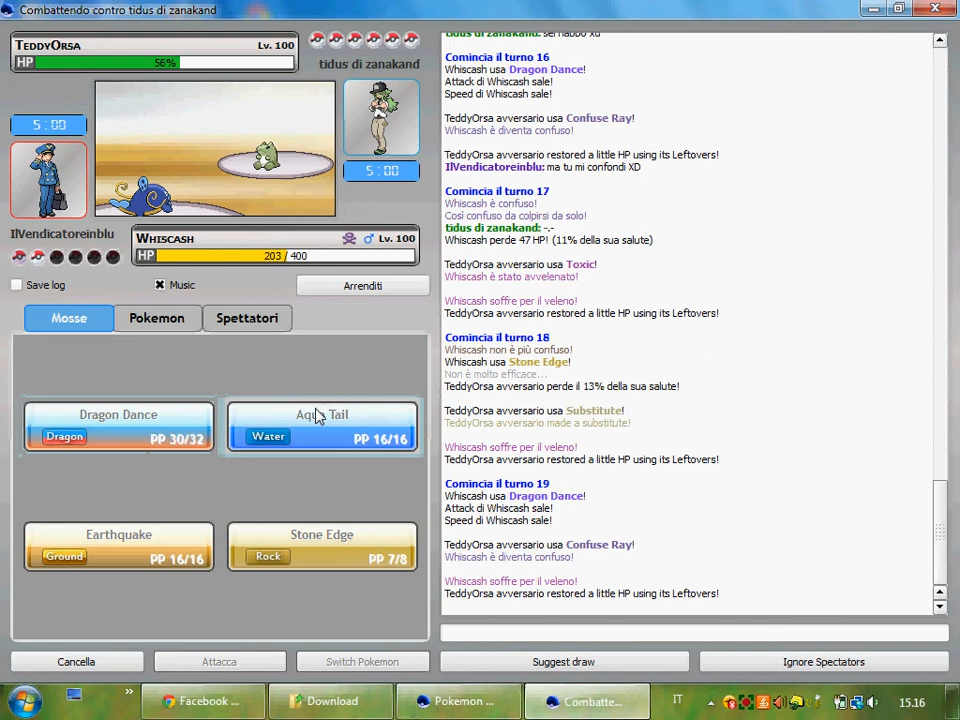 Combattendo contro tidus di zanakand
TeddyOrsa Lv. 100
HP 56%
tidus di zanakand
5:00
5:00
IlVendicatoreinblu
Whiscash Lv. 100
HP 203/400
Save log
Music
Arrenditi
Mosse
Pokemon
Spettatori
Dragon Dance
Dragon PP 30/32
Aqua Tail
Water PP 16/16
Earthquake
Ground PP 16/16
Stone Edge
Rock PP 7/8
Cancella
Attacca
Switch Pokemon
Comincia il turno 16
Whiscash usa Dragon Dance!
Attack di Whiscash sale!
Speed di Whiscash sale!
TeddyOrsa avversario usa Confuse Ray!
Whiscash è diventa confuso!
TeddyOrsa avversario restored a little HP using its Leftovers!
IlVendicatoreinblu: ma tu mi confondi XD
Comincia il turno 17
Whiscash è confuso!
Così confuso da colpirsi da solo!
tidus di zanakand: -.-
Whiscash perde 47 HP! (11% della sua salute)
TeddyOrsa avversario usa Toxic!
Whiscash è stato avvelenato!
Whiscash soffre per il veleno!
TeddyOrsa avversario restored a little HP using its Leftovers!
Comincia il turno 18
Whiscash non è più confuso!
Whiscash usa Stone Edge!
Non è molto efficace...
TeddyOrsa avversario perde il 13% della sua salute!
TeddyOrsa avversario usa Substitute!
TeddyOrsa avversario made a substitute!
Whiscash soffre per il veleno!
TeddyOrsa avversario restored a little HP using its Leftovers!
Comincia il turno 19
Whiscash usa Dragon Dance!
Attack di Whiscash sale!
Speed di Whiscash sale!
TeddyOrsa avversario usa Confuse Ray!
Whiscash è diventa confuso!
Whiscash soffre per il veleno!
TeddyOrsa avversario restored a little HP using its Leftovers!
Suggest draw
Ignore Spectators
Facebook ...
Download
Pokemon ...
Combatte...
IT
15.16